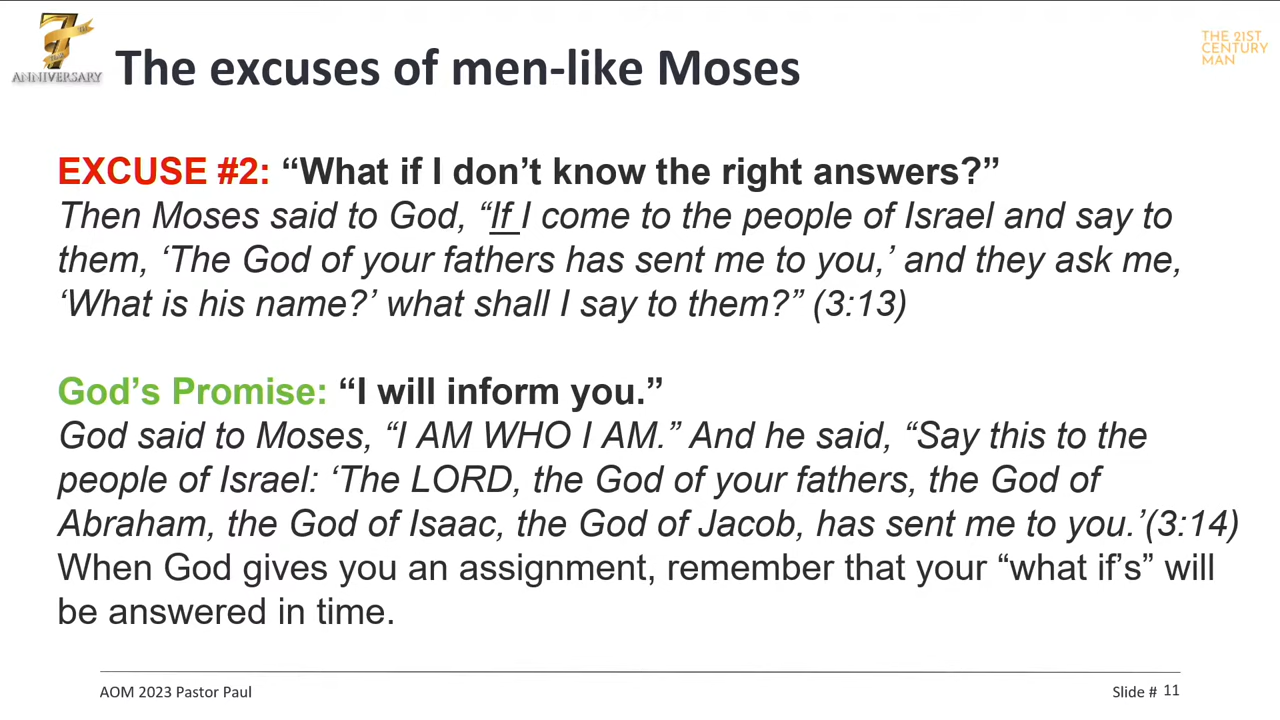 7
TH
ANNIVERSARY
The excuses of men-like Moses
THE 21ST
CENTURY
MAN
EXCUSE #2: “What if I don’t know the right answers?”
Then Moses said to God, “If I come to the people of Israel and say to
them, ‘The God of your fathers has sent me to you,’ and they ask me,
‘What is his name?’ what shall I say to them?” (3:13)
God’s Promise: “I will inform you.”
God said to Moses, “I AM WHO I AM.” And he said, “Say this to the
people of Israel: ‘The LORD, the God of your fathers, the God of
Abraham, the God of Isaac, the God of Jacob, has sent me to you.’(3:14)
When God gives you an assignment, remember that your “what if’s” will
be answered in time.
AOM 2023 Pastor Paul
Slide # 11